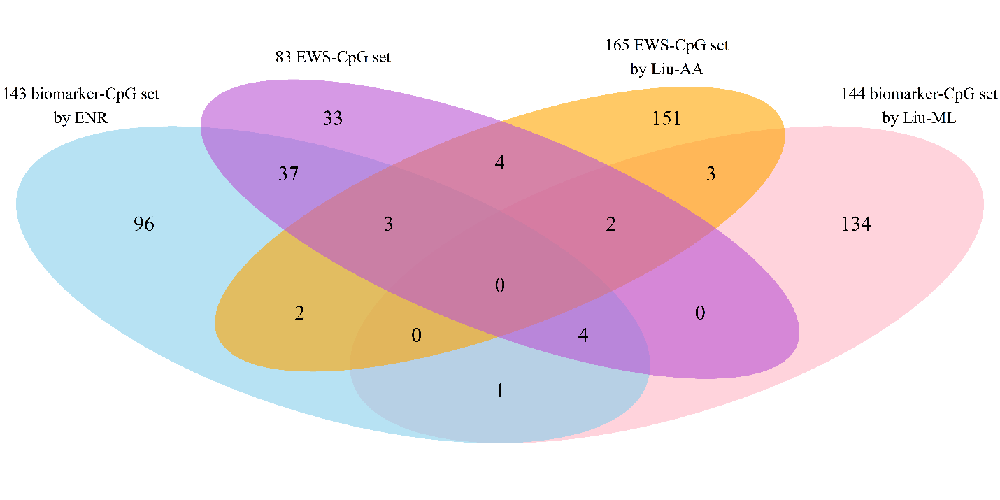 83 EWS-CpG set
165 EWS-CpG set
by Liu-AA
143 biomarker-CpG set
by ENR
144 biomarker-CpG set
by Liu-ML
33
151
4
37
3
96
3
2
134
0
2
0
0
4
1